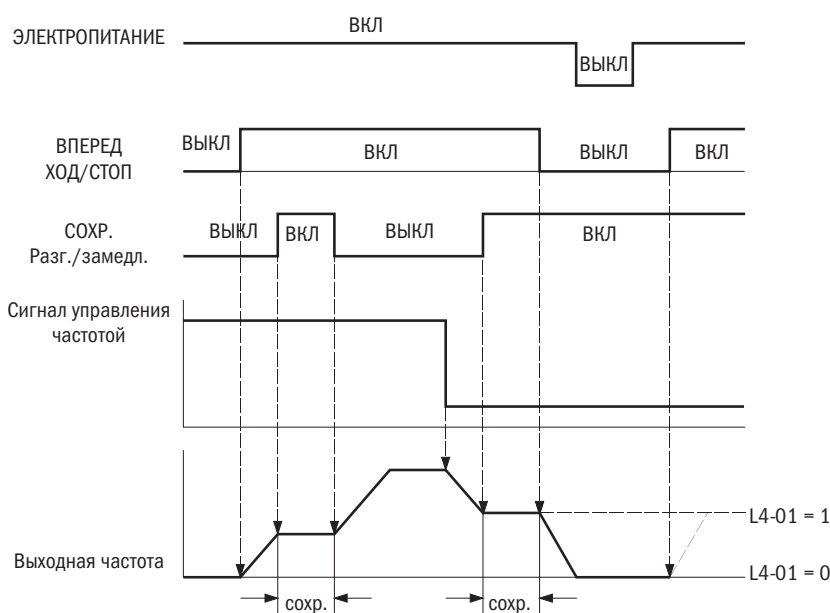 ВКЛ
ЭЛЕКТРОПИТАНИЕ
ВЫКЛ
ВПЕРЕД
ХОД/СТОП
ВЫКЛ
ВКЛ
ВЫКЛ
ВКЛ
СОХР.
Разг./замедл.
ВЫКЛ
ВКЛ
ВЫКЛ
ВКЛ
Сигнал управления
частотой
L4-01 = 1
Выходная частота
L4-01 = 0
сохр.
сохр.